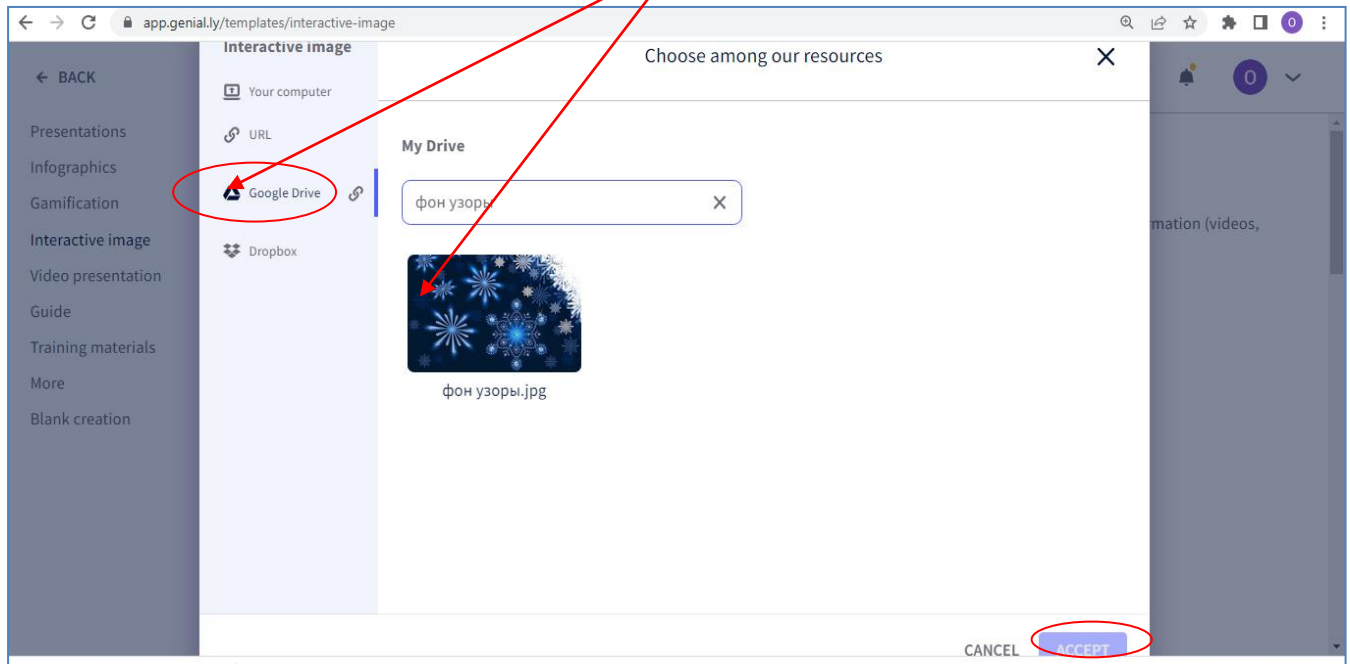 app.genial.ly/templates/interactive-image
O
BACK
Presentations
Infographics
Gamification
Interactive image
Video presentation
Guide
Training materials
More
Blank creation
Interactive image
Your computer
URL
Google Drive
Dropbox
Choose among our resources
My Drive
фон узоры
фон узоры.jpg
CANCEL
ACCEPT
O
rmation (videos,